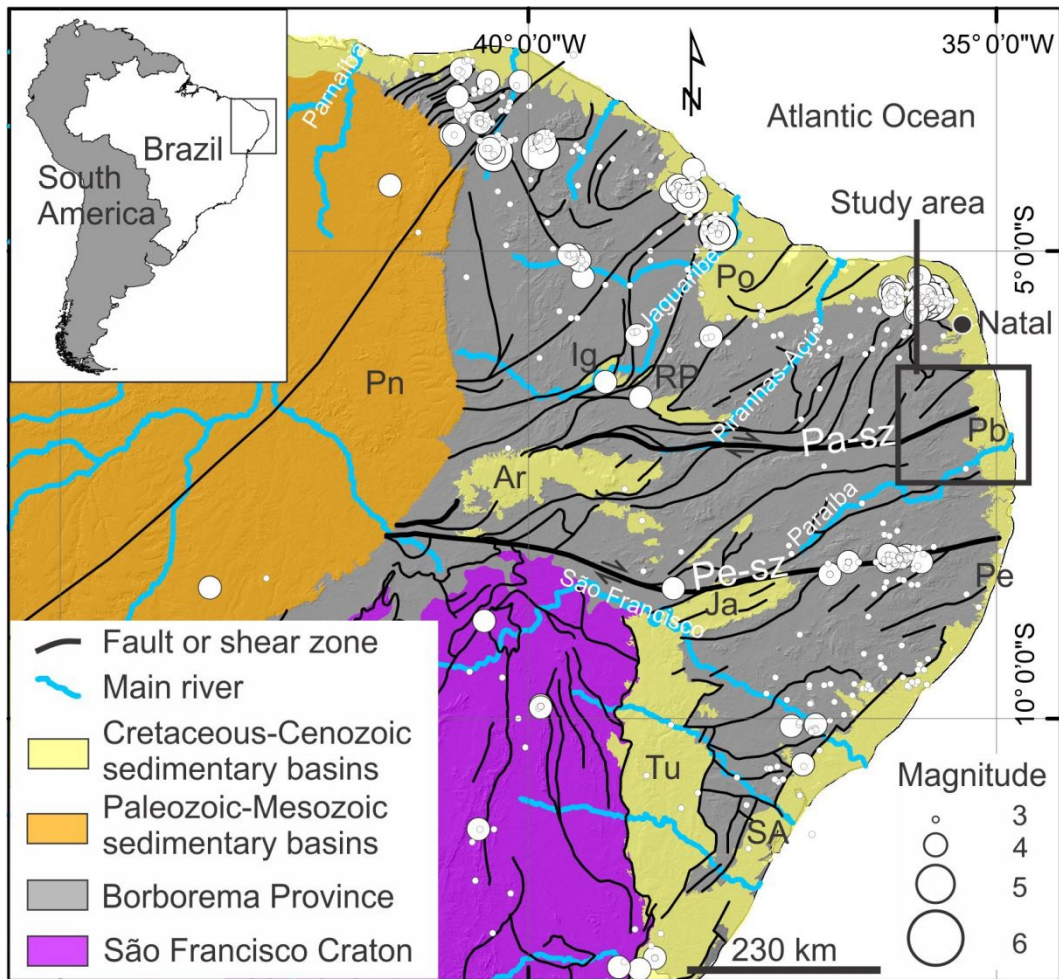 40°0'0"W
35°0'0"W
Parnaíba
N
Atlantic Ocean
Brazil
South
America
Study area
5°0'0"S
Po
Jaguaribe
Natal
Ig
RP
Pn
Piranhas-Açú
Pa-sz
Pb
Ar
Paraíba
Pe-sz
Pe
São Francisco
Ja
Fault or shear zone
Main river
10°0'0"S
Cretaceous-Cenozoic
sedimentary basins
Tu
Magnitude
3
Paleozoic-Mesozoic
sedimentary basins
SA
4
Borborema Province
5
São Francisco Craton
6
230 km